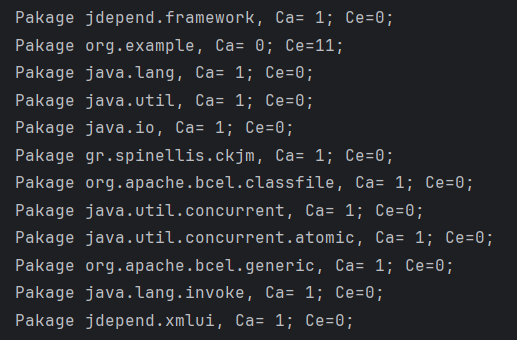 Pakage jdepend.framework, Ca= 1; Ce=0;
Pakage org.example, Ca= 0; Ce=11;
Pakage java.lang, Ca= 1; Ce=0;
Pakage java.util, Ca= 1; Ce=0;
Pakage java.io, Ca= 1; Ce=0;
Pakage gr.spinellis.ckjm, Ca= 1; Ce=0;
Pakage org.apache.bcel.classfile, Ca= 1; Ce=0;
Pakage java.util.concurrent, Ca= 1; Ce=0;
Pakage java.util.concurrent.atomic, Ca= 1; Ce=0;
Pakage org.apache.bcel.generic, Ca= 1; Ce=0;
Pakage java.lang.invoke, Ca= 1; Ce=0;
Pakage jdepend.xmlui, Ca= 1; Ce=0;